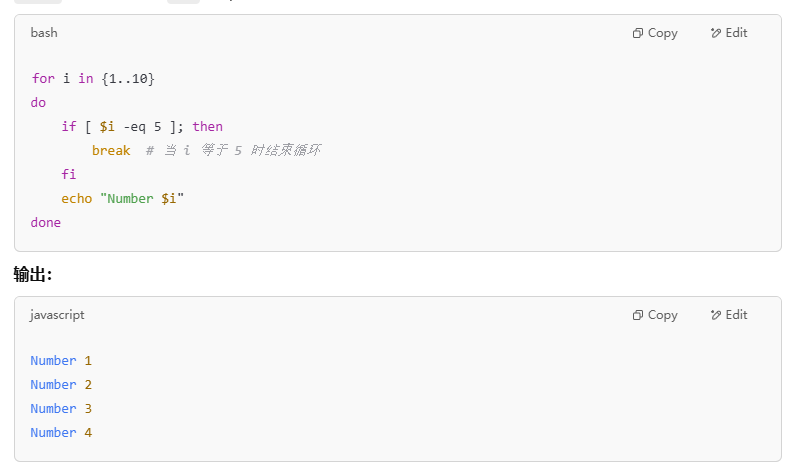 bash
Copy
Edit
for i in {1..10}
do
    if [ $i -eq 5 ]; then
        break  # 当 i 等于 5 时结束循环
    fi
    echo "Number $i"
done
输出：
javascript
Copy
Edit
Number 1
Number 2
Number 3
Number 4